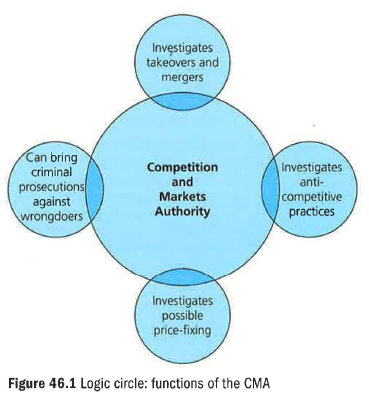 Investigates
takeovers and
mergers
Can bring
criminal
prosecutions
against
wrongdoers
Competition
and
Markets
Authority
Investigates
anti-
competitive
practices
Investigates
possible
price-fixing
Figure 46.1 Logic circle: functions of the CMA